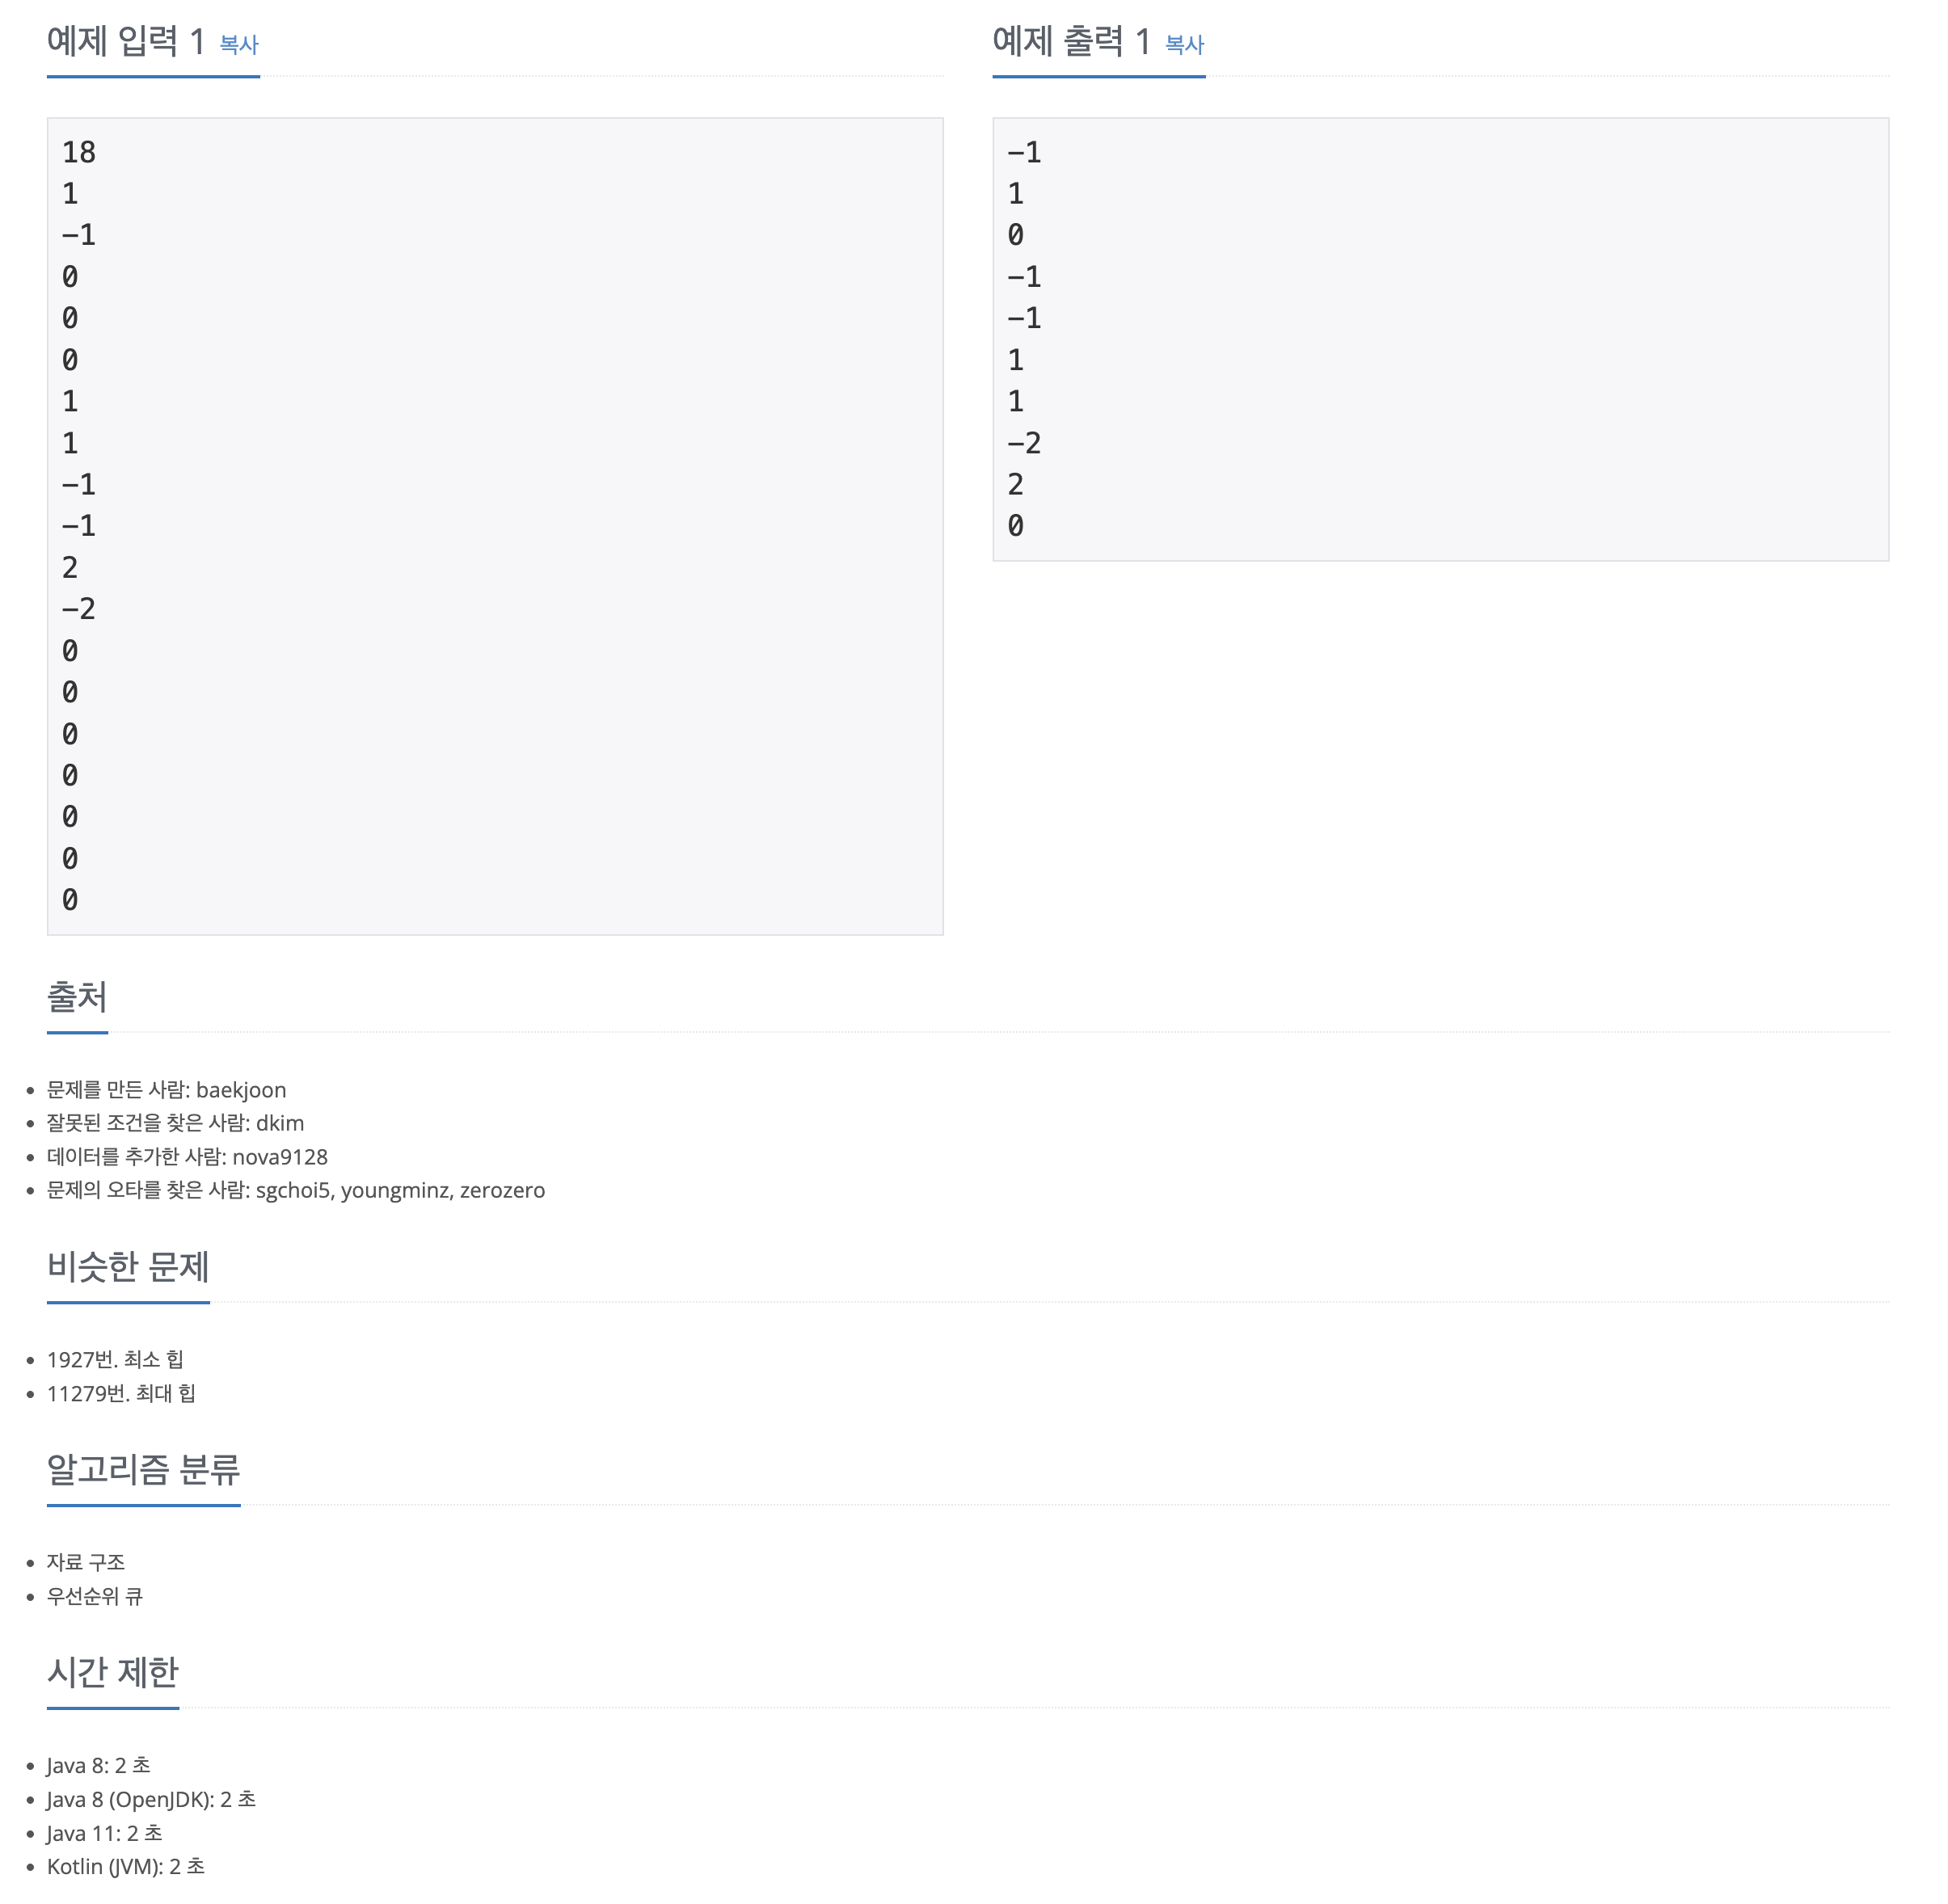 예제 입력 1 복사
18
1
-1
0
0
0
1
1
-1
-1
2
-2
0
0
0
0
0
0
0
예제 출력 1 복사
-1
1
0
-1
-1
1
1
-2
2
0
출처
문제를 만든 사람: baekjoon
잘못된 조건을 찾은 사람: dkim
데이터를 추가한 사람: nova9128
문제의 오타를 찾은 사람: sgchoi5, youngminz, zerozero
비슷한 문제
1927번. 최소 힙
11279번. 최대 힙
알고리즘 분류
자료 구조
우선순위 큐
시간 제한
Java 8: 2 초
Java 8 (OpenJDK): 2 초
Java 11: 2 초
Kotlin (JVM): 2 초